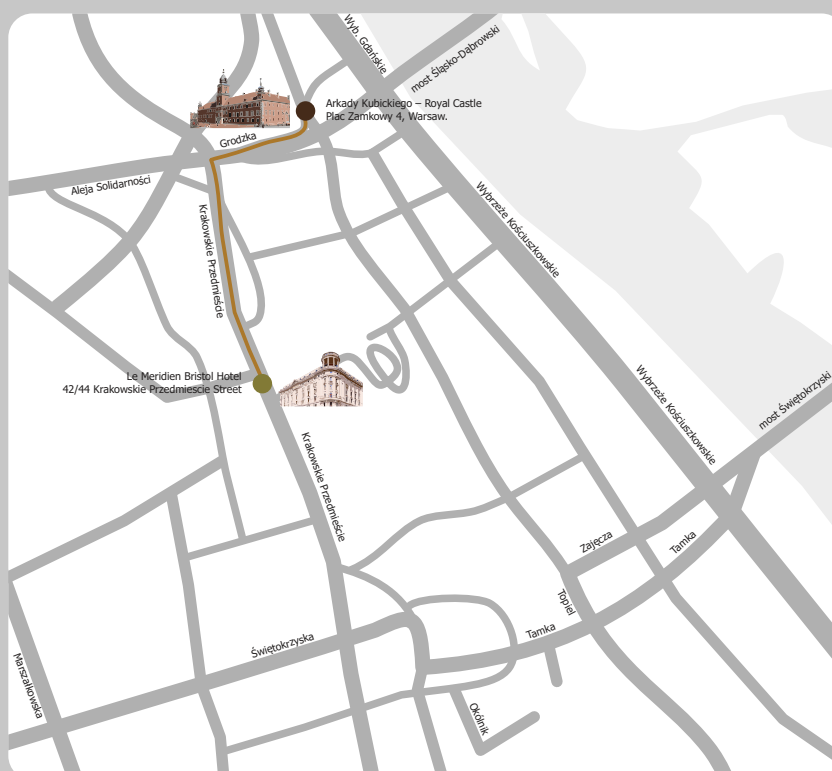 Wyb. Gdańskie
most Śląsko-Dąbrowski
Arkady Kubickiego – Royal Castle
Plac Zamkowy 4, Warsaw.
Grodzka
Aleja Solidarności
Krakowskie Przedmieście
Wybrzeże Kościuszkowskie
Le Meridien Bristol Hotel
42/44 Krakowskie Przedmiescie Street
Wybrzeże Kościuszkowskie
most Świętokrzyski
Krakowskie Przedmieście
Zajęcza
Tamka
Topiel
Tamka
Świętokrzyska
Marszałkowska
Okólnik